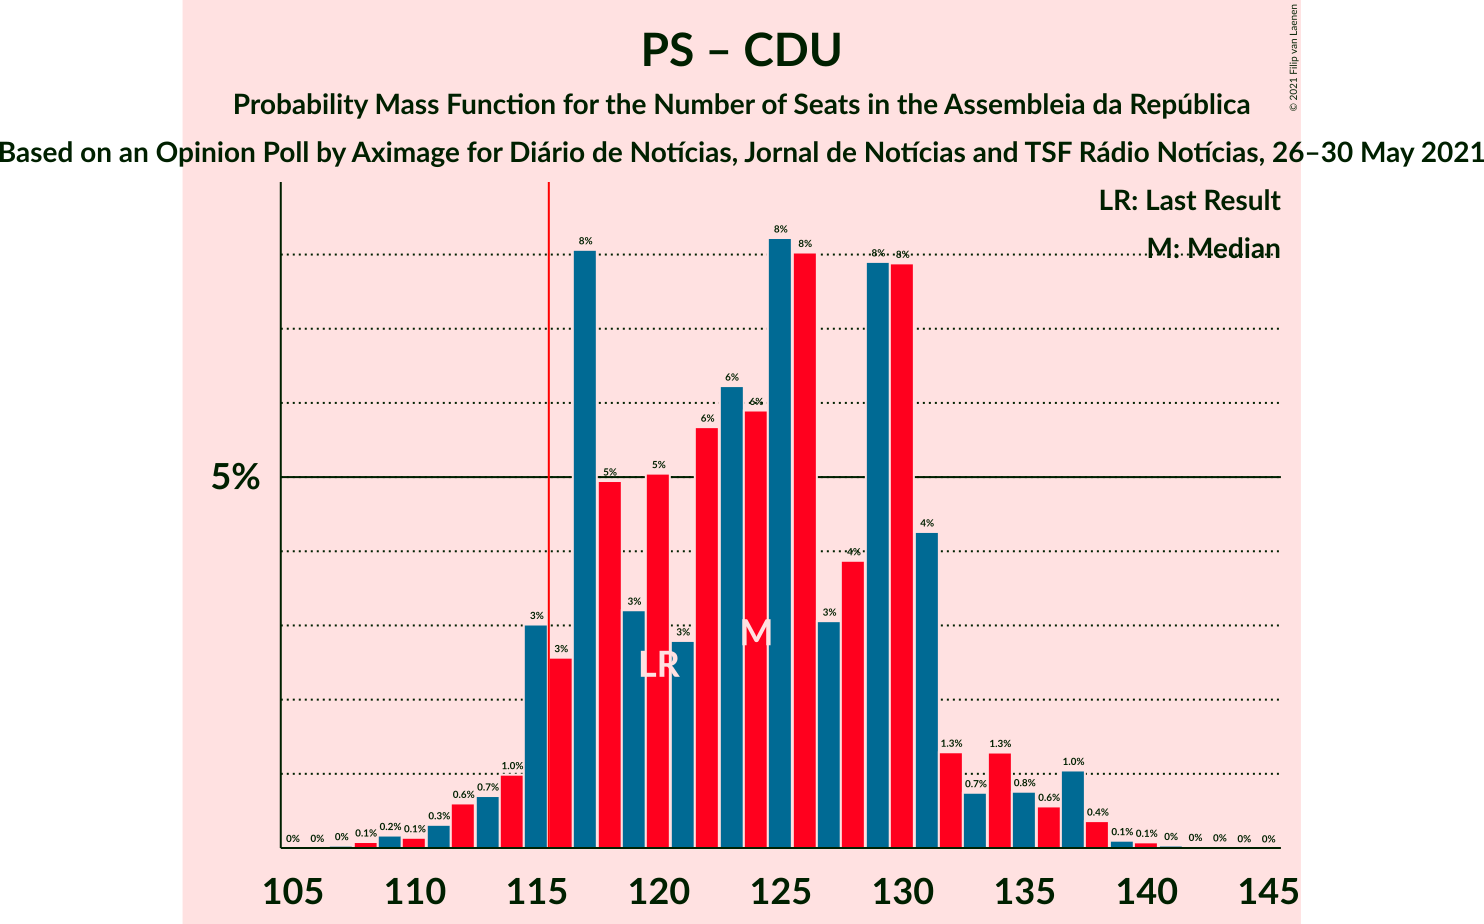 PS – CDU
Probability Mass Function for the Number of Seats in the Assembleia da República
Based on an Opinion Poll by Aximage for Diário de Notícias, Jornal de Notícias and TSF Rádio Notícias, 26–30 May 2021
© 2021 Filip van Laenen
LR: Last Result
M: Median
5%
0% 0% 0% 0.1% 0.2% 0.1% 0.3% 0.6% 0.7% 1.0% 3% 3% 8% 5% 3% 5% 3% 6% 6% 6% 8% 8% 3% 4% 8% 8% 4% 1.3% 0.7% 1.3% 0.8% 0.6% 1.0% 0.4% 0.1% 0.1% 0% 0% 0% 0% 0%
LR M
105 110 115 120 125 130 135 140 145